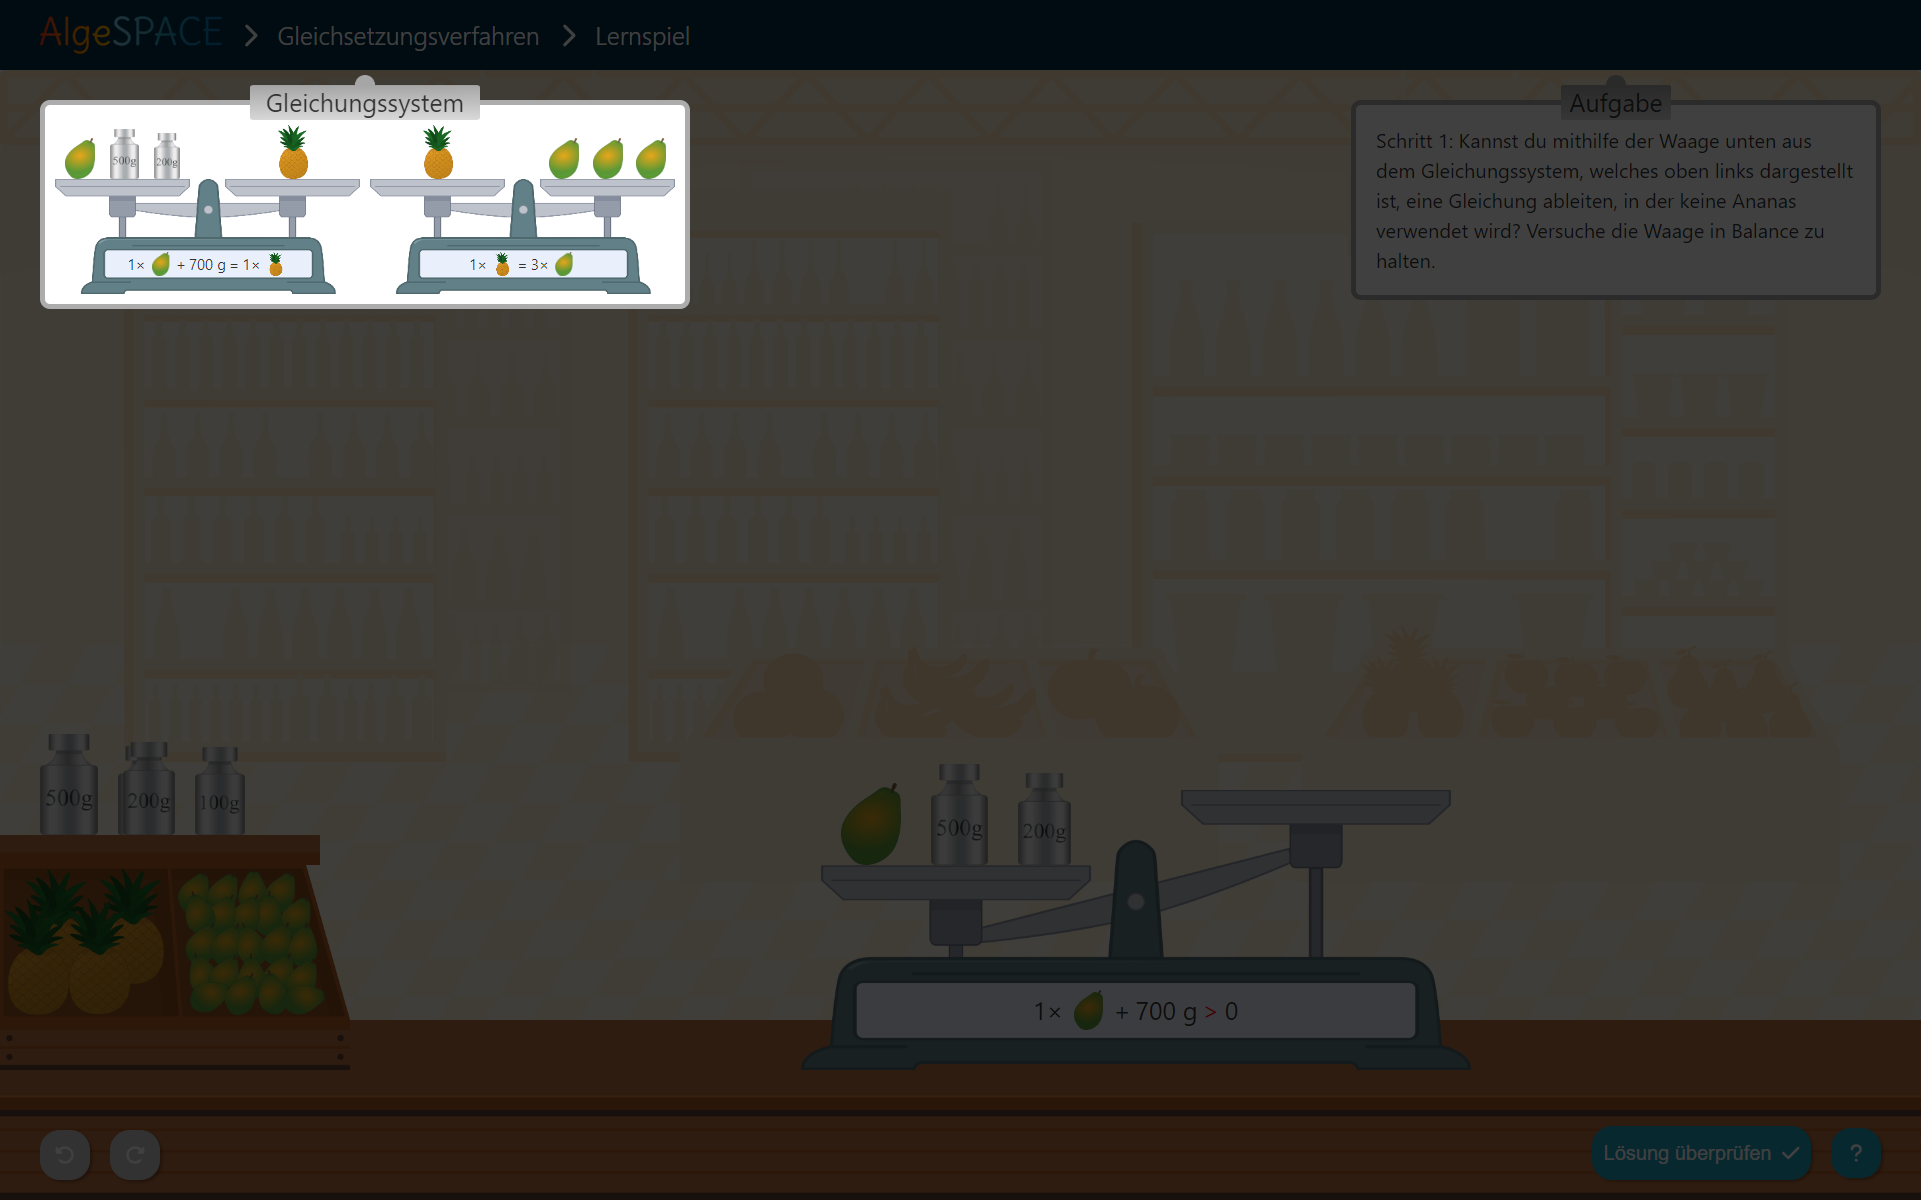 AlgeSPACE > Gleichsetzungsverfahren > Lernspiel
Gleichungssystem
500g 200g
1× + 700 g = 1×
1× = 3×
Aufgabe
Schritt 1: Kannst du mithilfe der Waage unten aus
dem Gleichungssystem, welches oben links dargestellt
ist, eine Gleichung ableiten, in der keine Ananas
verwendet wird? Versuche die Waage in Balance zu
halten.
500g 200g 100g
500g 200g
1× + 700 g > 0
Lösung überprüfen ?